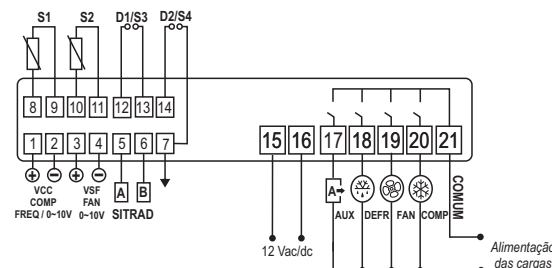 S1 S2 D1/S3 D2/S4
8 9 10 11 12 13 14
1 2 3 4 5 6 7
15 16 17 18 19 20 21
+ - + -
VCC VSF A B
COMP FAN
FREQ / 0~10V 0~10V SITRAD
A
AUX DEFR FAN COMP COMUM
12 Vac/dc
Alimentação
das cargas